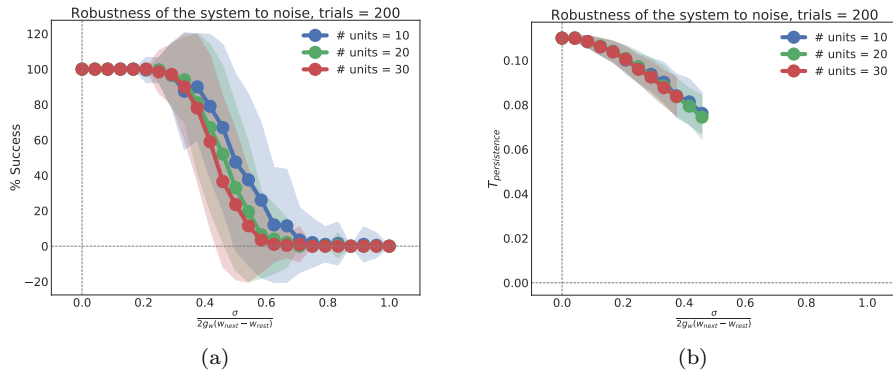 Robustness of the system to noise, trials = 200
# units = 10
# units = 20
# units = 30
% Success
120
100
80
60
40
20
0
−20
0.0 0.2 0.4 0.6 0.8 1.0
σ
2g_w(w_next − w_rest)
(a)
Robustness of the system to noise, trials = 200
# units = 10
# units = 20
# units = 30
T_persistence
0.10
0.08
0.06
0.04
0.02
0.00
0.0 0.2 0.4 0.6 0.8 1.0
σ
2g_w(w_next − w_rest)
(b)